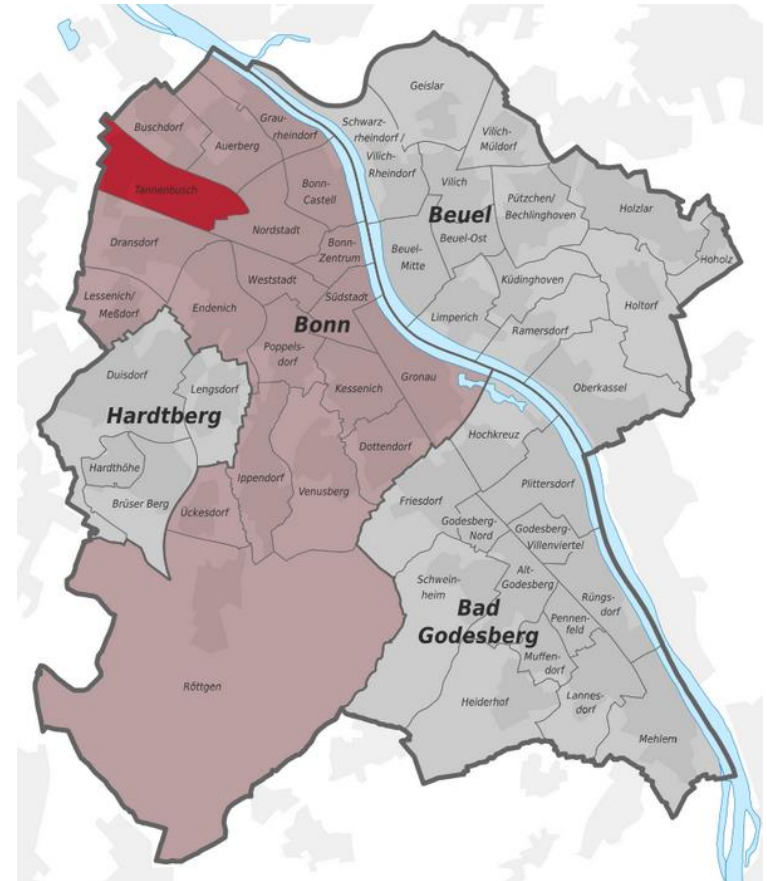 Geislar
Buschdorf
Grau-
rheindorf
Auerberg
Schwarz-
rheindorf /
Vilich-
Rheindorf
Vilich-
Müldorf
Tannenbusch
Bonn-
Castell
Vilich
Pützchen/
Bechlinghoven
Holzlar
Beuel
Nordstadt
Beuel-Ost
Dransdorf
Bonn-
Zentrum
Beuel-
Mitte
Hoholz
Weststadt
Küdinghoven
Lessenich/
Meßdorf
Endenich
Südstadt
Holtorf
Bonn
Limperich
Ramersdorf
Poppels-
dorf
Duisdorf
Lengsdorf
Kessenich
Gronau
Oberkassel
Hardtberg
Hochkreuz
Dottendorf
Hardthöhe
Ippendorf
Venusberg
Plittersdorf
Brüser Berg
Ückesdorf
Friesdorf
Godesberg-
Nord
Godesberg-
Villenviertel
Schwein-
heim
Alt-
Godesberg
Rüngs-
dorf
Bad
Godesberg
Pennen-
feld
Muffen-
dorf
Röttgen
Heiderhof
Lannes-
dorf
Mehlem